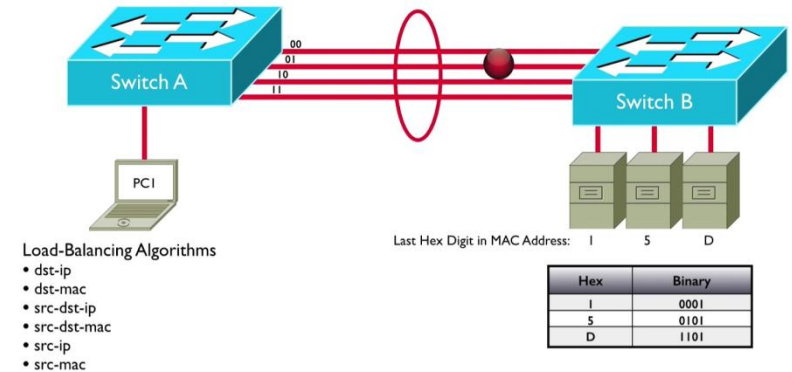 00
01
10
11
Switch A
Switch B
PC1
Load-Balancing Algorithms
• dst-ip
• dst-mac
• src-dst-ip
• src-dst-mac
• src-ip
• src-mac
Last Hex Digit in MAC Address: 1 5 D
Hex Binary
1 0001
5 0101
D 1101